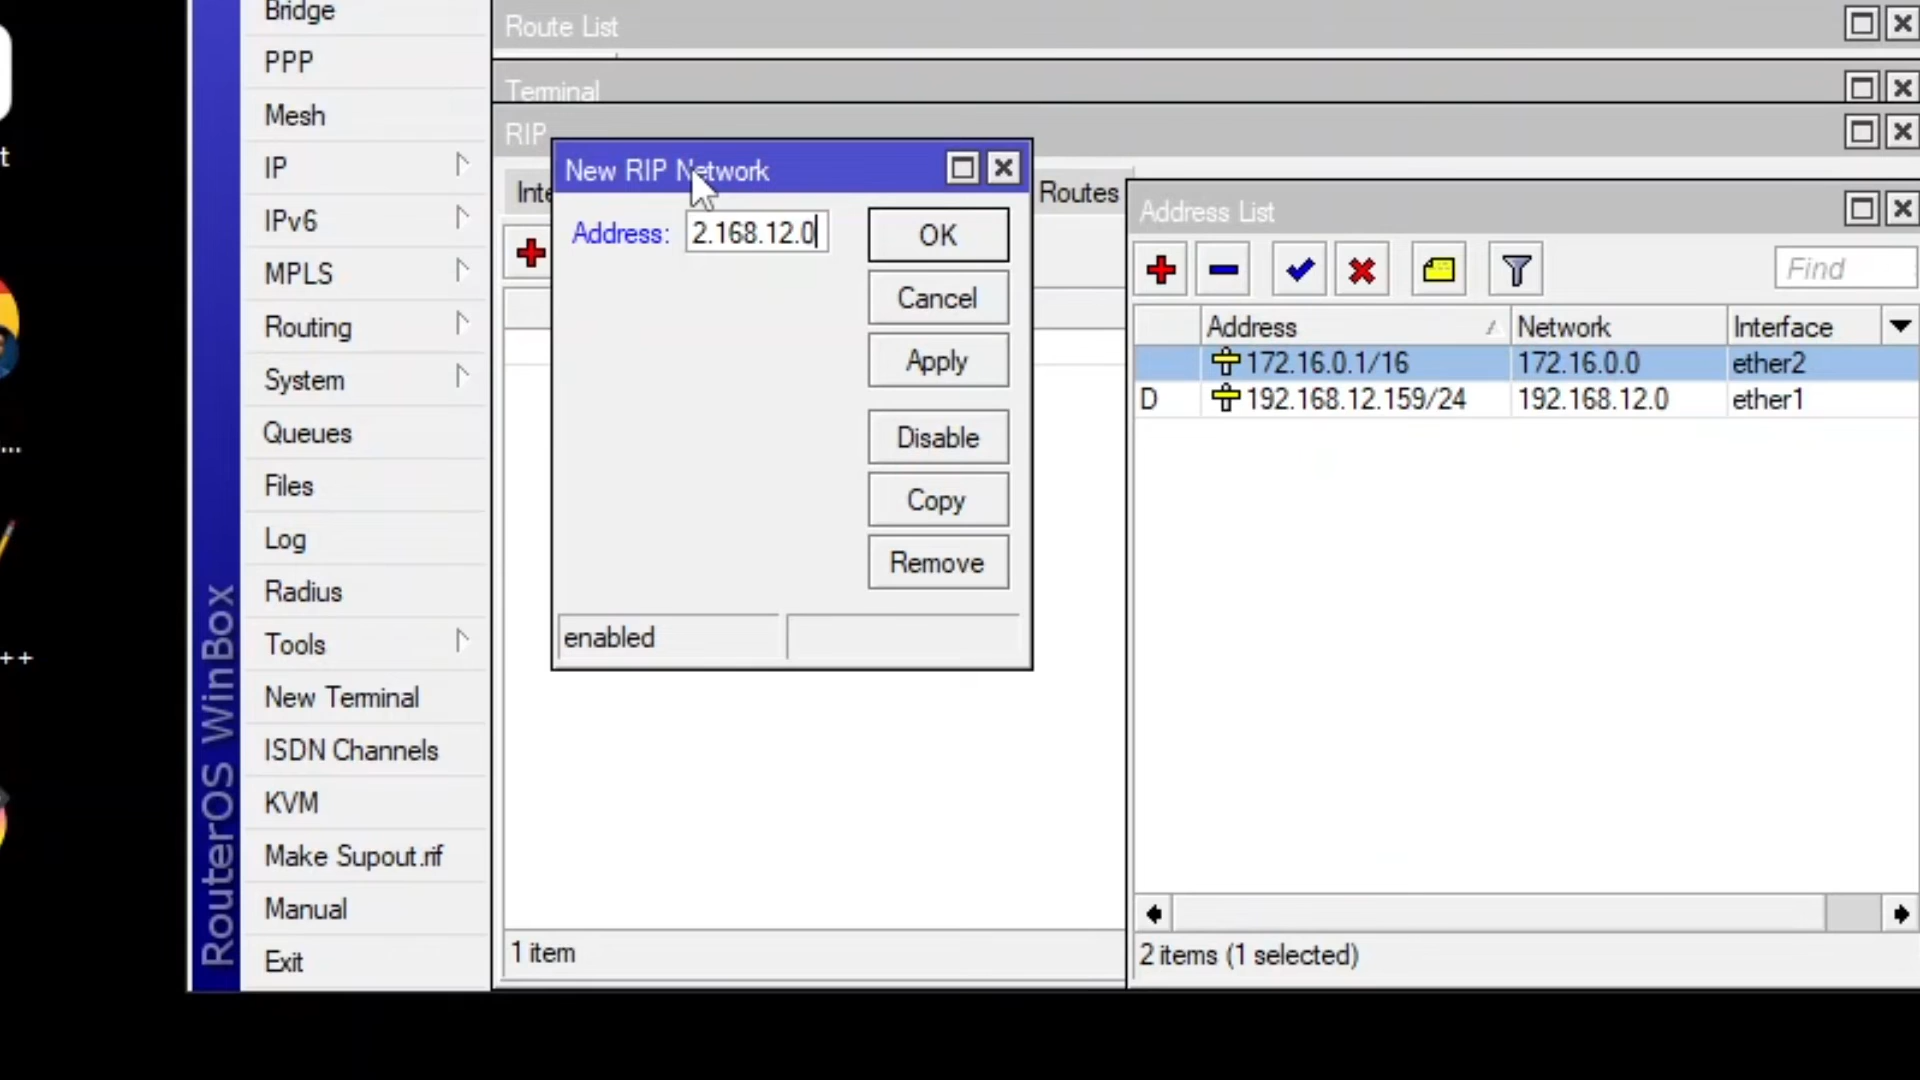 t
...
++
RouterOS WinBox
Bridge
PPP
Mesh
IP
IPv6
MPLS
Routing
System
Queues
Files
Log
Radius
Tools
New Terminal
ISDN Channels
KVM
Make Supout.rif
Manual
Exit
Route List
Terminal
RIP
Inte
Routes
1 item
New RIP Network
Address: 2.168.12.0
OK
Cancel
Apply
Disable
Copy
Remove
enabled
Address List
Find
Address Network Interface
172.16.0.1/16 172.16.0.0 ether2
D 192.168.12.159/24 192.168.12.0 ether1
2 items (1 selected)